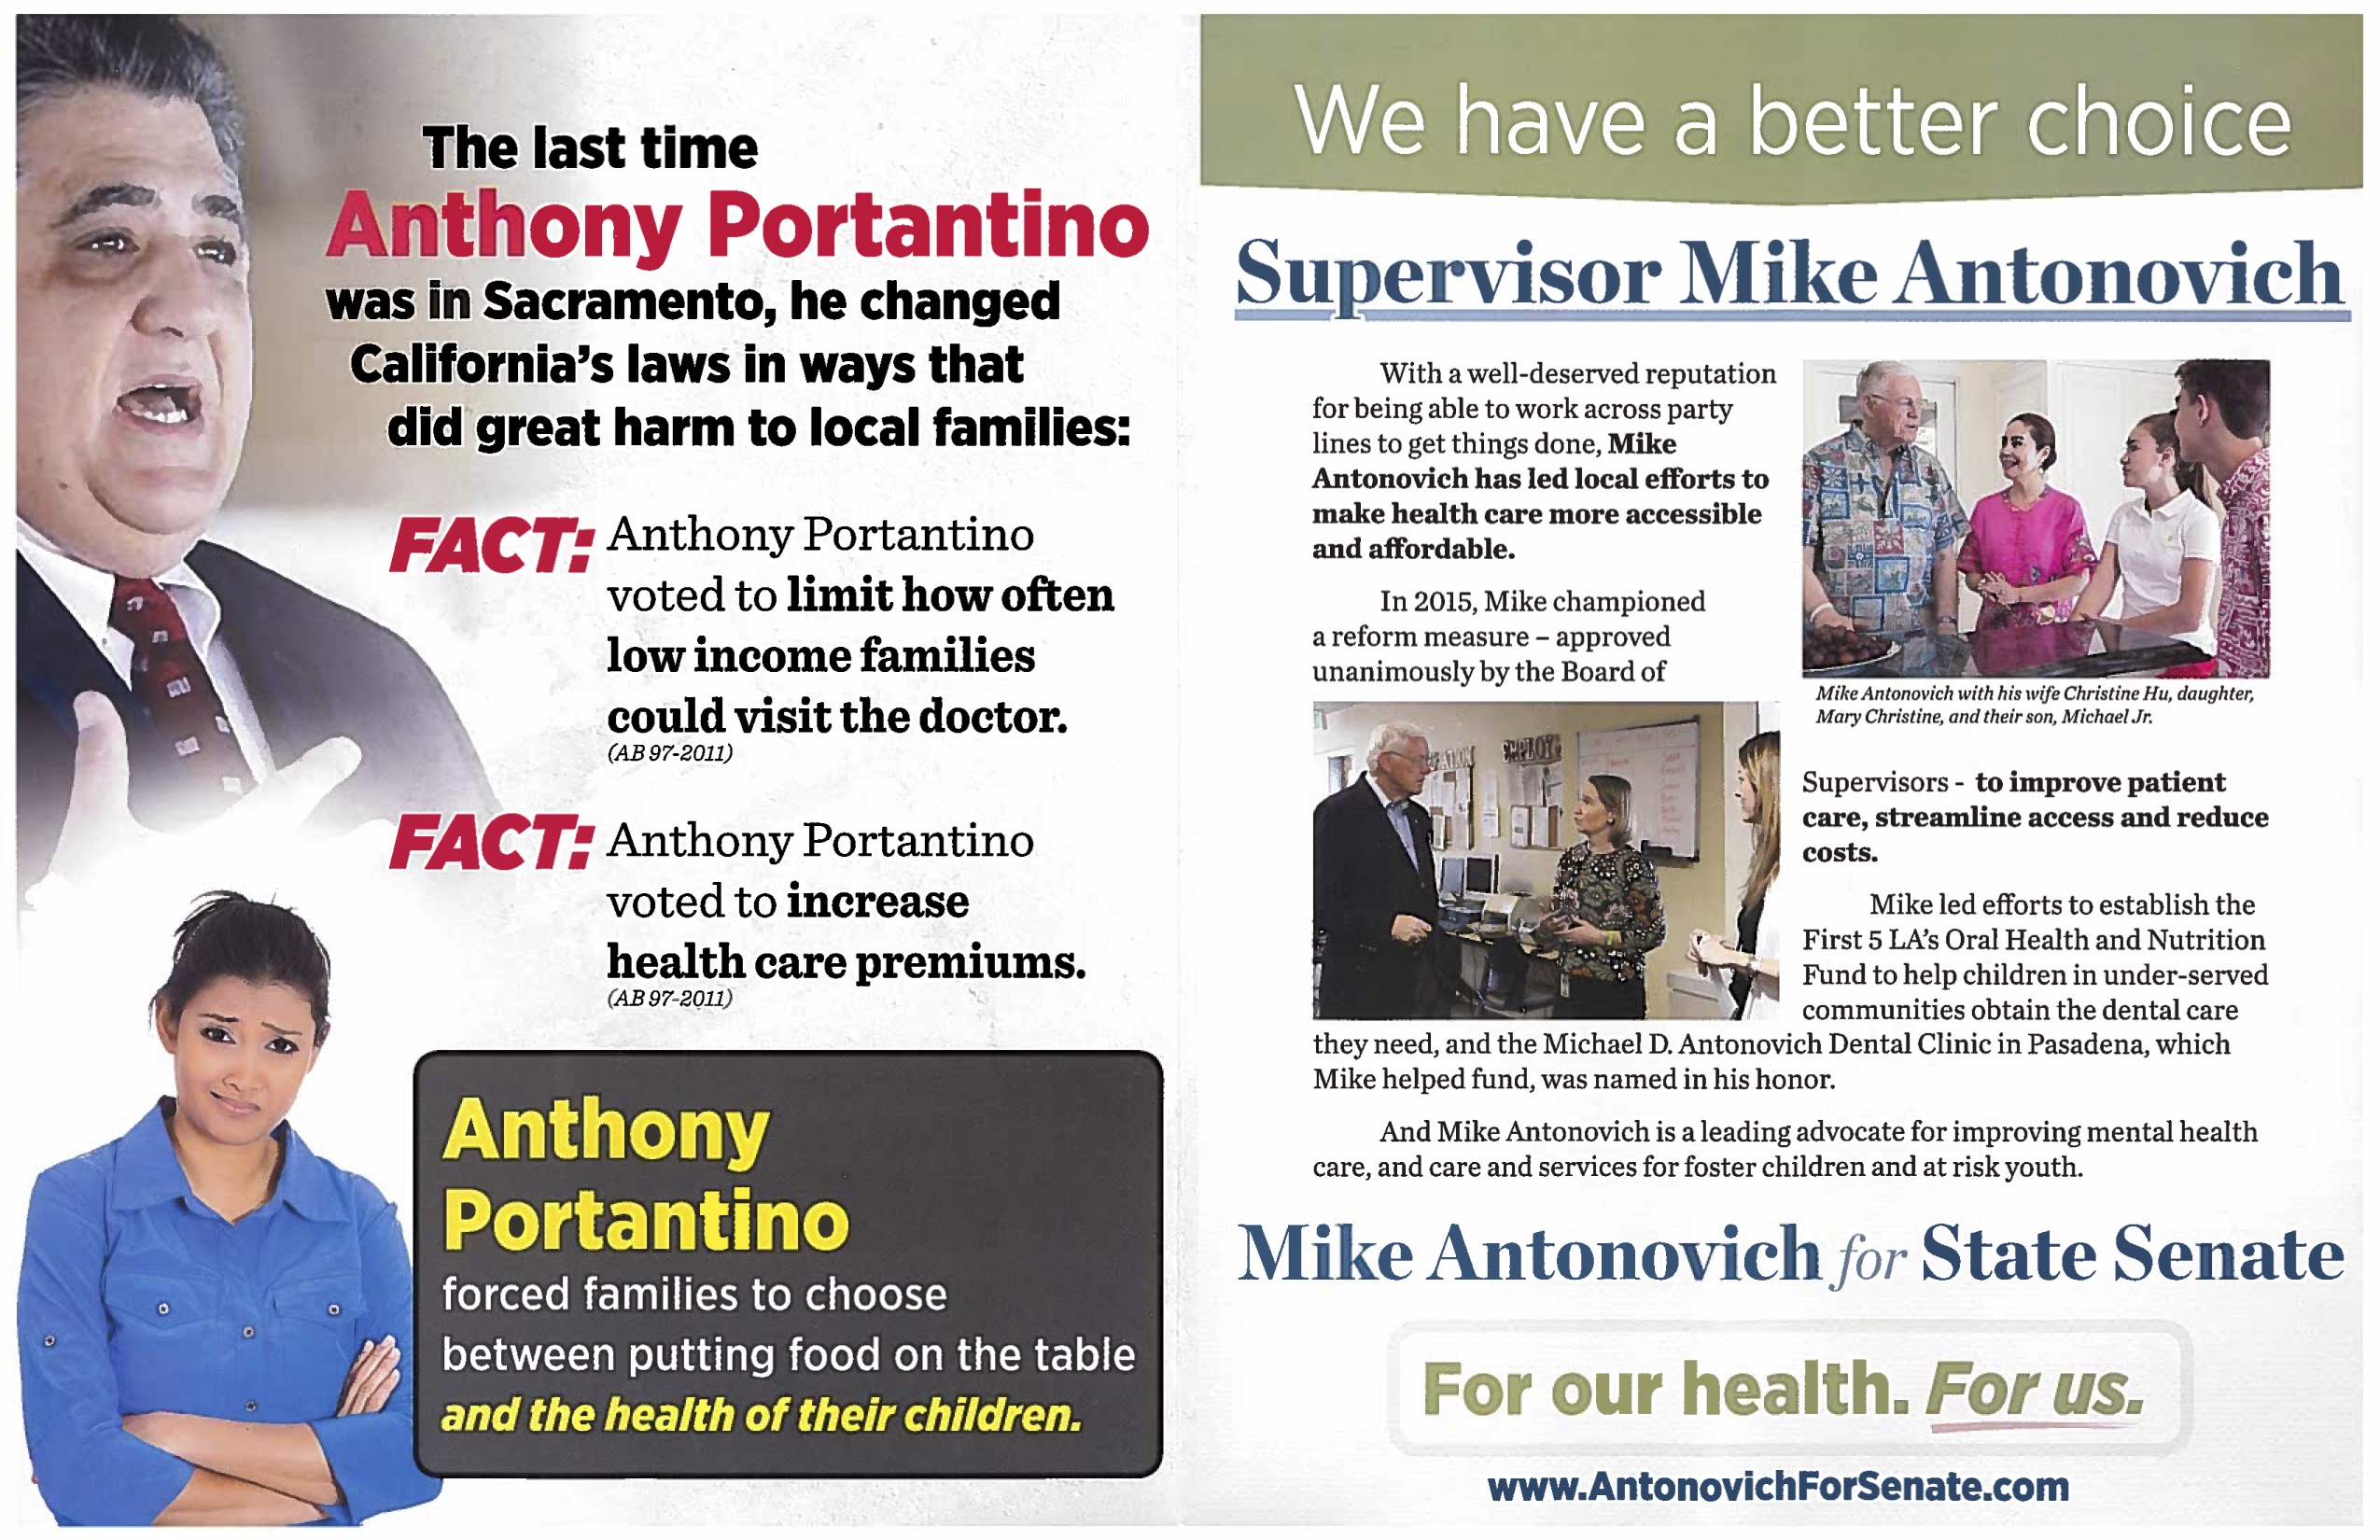 The last time
Anthony Portantino
was in Sacramento, he changed
California's laws in ways that
did great harm to local families:
FACT: Anthony Portantino
voted to limit how often
low income families
could visit the doctor.
(AB 97-2011)
FACT: Anthony Portantino
voted to increase
health care premiums.
(AB 97-2011)
Anthony
Portantino
forced families to choose
between putting food on the table
and the health of their children.
We have a better choice
Supervisor Mike Antonovich
With a well-deserved reputation
for being able to work across party
lines to get things done, Mike
Antonovich has led local efforts to
make health care more accessible
and affordable.
In 2015, Mike championed
a reform measure – approved
unanimously by the Board of
Mike Antonovich with his wife Christine Hu, daughter,
Mary Christine, and their son, Michael Jr.
EMPLOY
Supervisors - to improve patient
care, streamline access and reduce
costs.
Mike led efforts to establish the
First 5 LA's Oral Health and Nutrition
Fund to help children in under-served
communities obtain the dental care
they need, and the Michael D. Antonovich Dental Clinic in Pasadena, which
Mike helped fund, was named in his honor.
And Mike Antonovich is a leading advocate for improving mental health
care, and care and services for foster children and at risk youth.
Mike Antonovich for State Senate
For our health. For us.
www.AntonovichForSenate.com